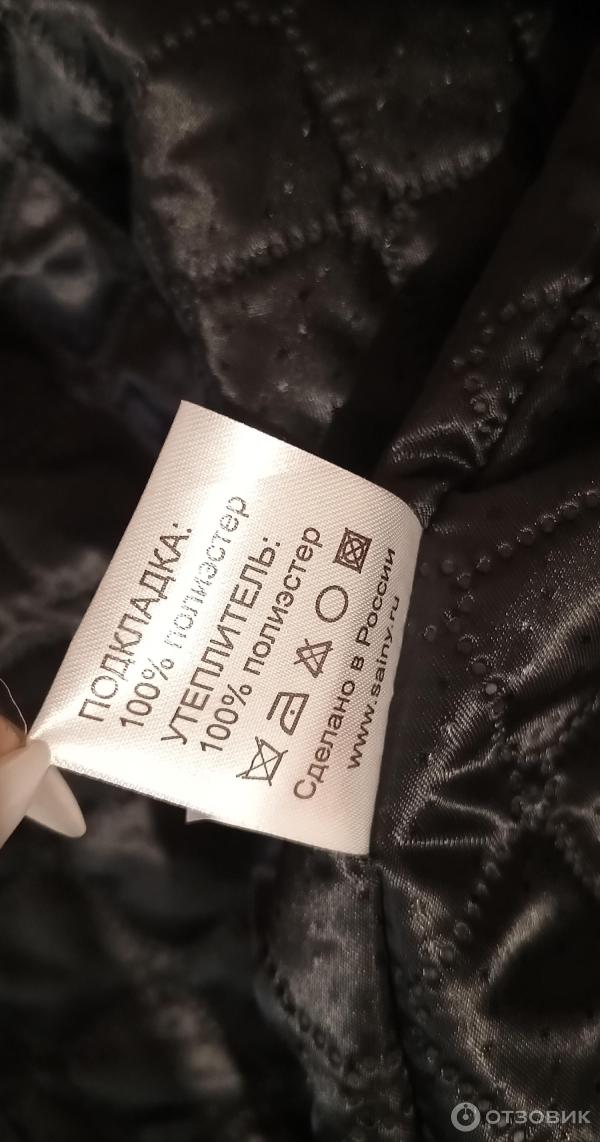 ПОДКЛАДКА:
100% полиэстер
УТЕПЛИТЕЛЬ:
100% полиэстер
Сделано в России
www.sainy.ru
ОТЗОВИК